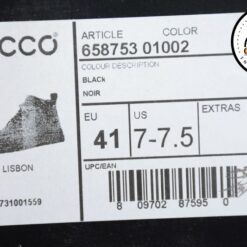 CCO
ARTICLE COLOR
658753 01002
COLOUR DESCRIPTION
BLACK
NOIR
EU US EXTRAS
41 7-7.5
LISBON
UPC/EAN
731001559
8 09702 87595 0